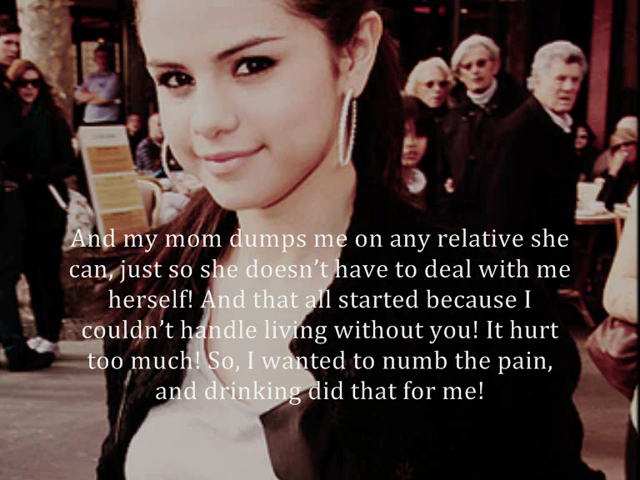 And my mom dumps me on any relative she
can, just so she doesn’t have to deal with me
herself! And that all started because I
couldn’t handle living without you! It hurt
too much! So, I wanted to numb the pain,
and drinking did that for me!